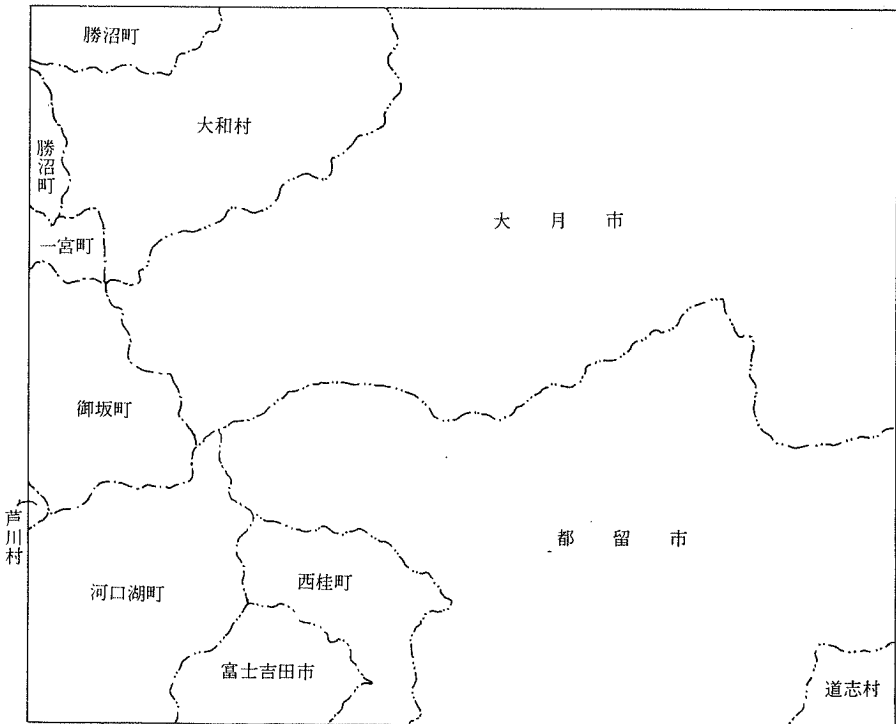 勝沼町
大和村
勝沼町
大月市
一宮町
御坂町
芦川村
都留市
西桂町
河口湖町
富士吉田市
道志村